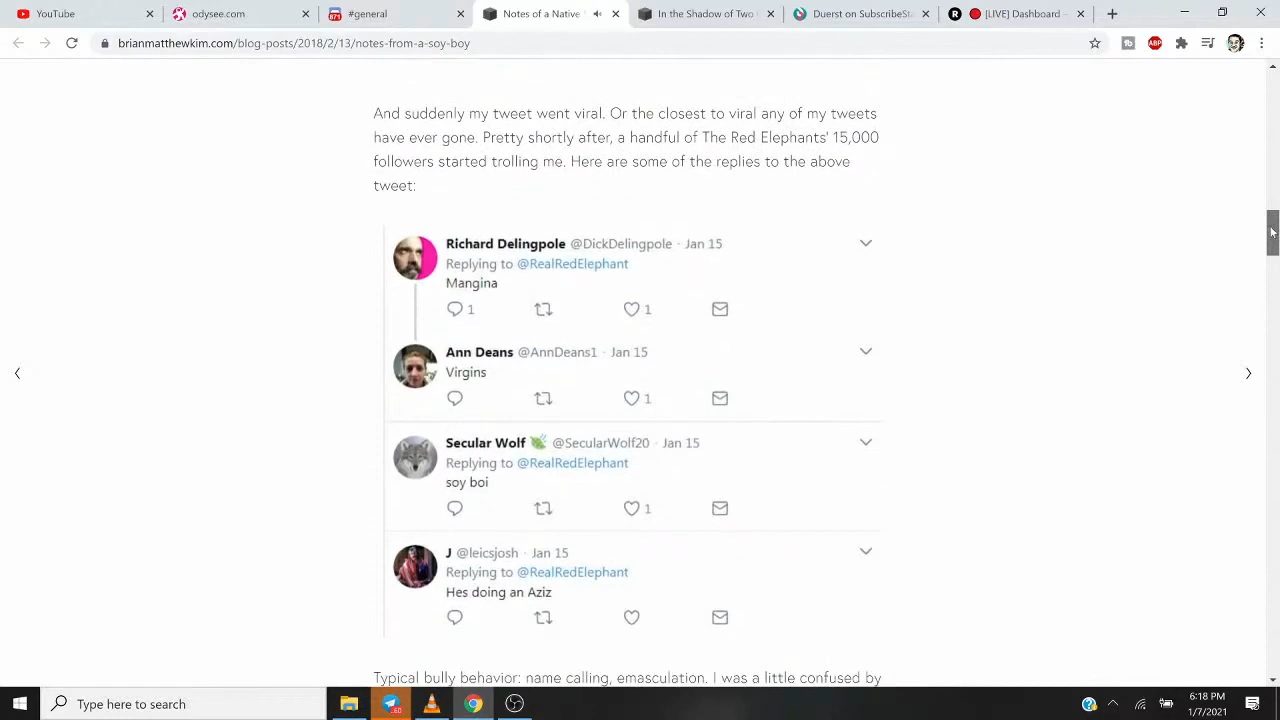 YouTube
odysee.com
871
#general
Notes of a Native
In the Shadow of Two
Duerst on SubscribeSta
[LIVE] Dashboard –
brianmatthewkim.com/blog-posts/2018/2/13/notes-from-a-soy-boy
ABP
And suddenly my tweet went viral. Or the closest to viral any of my tweets
have ever gone. Pretty shortly after, a handful of The Red Elephants' 15,000
followers started trolling me. Here are some of the replies to the above
tweet:
Richard Delingpole @DickDelingpole · Jan 15
Replying to @RealRedElephant
Mangina
1 1
Ann Deans @AnnDeans1 · Jan 15
Virgins
1
Secular Wolf @SecularWolf20 · Jan 15
Replying to @RealRedElephant
soy boi
1
J @leicsjosh · Jan 15
Replying to @RealRedElephant
Hes doing an Aziz
Typical bully behavior: name calling, emasculation. I was a little confused by
Type here to search
60
6:18 PM
1/7/2021